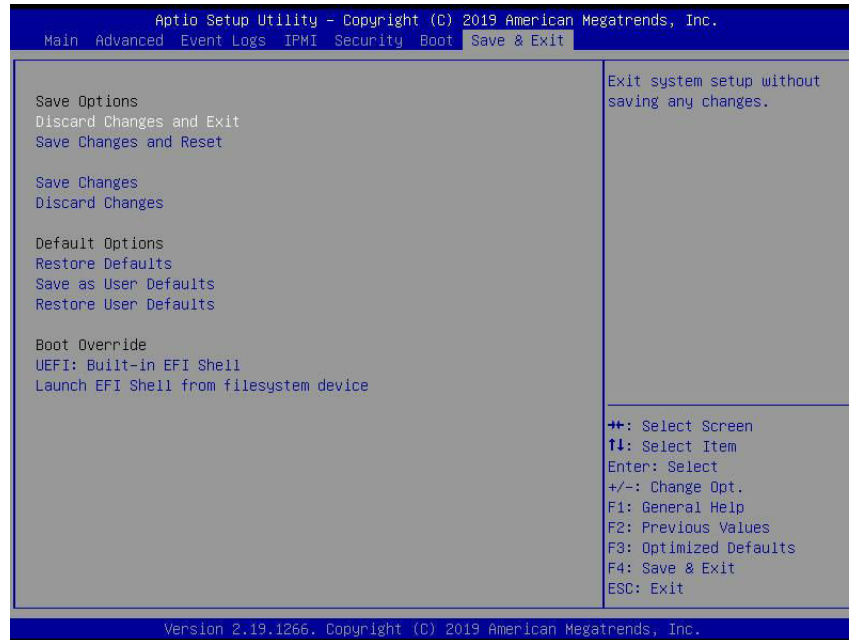 Aptio Setup Utility – Copyright (C) 2019 American Megatrends, Inc.
Main Advanced Event Logs IPMI Security Boot Save & Exit
Save Options
Discard Changes and Exit
Save Changes and Reset
Save Changes
Discard Changes
Default Options
Restore Defaults
Save as User Defaults
Restore User Defaults
Boot Override
UEFI: Built-in EFI Shell
Launch EFI Shell from filesystem device
Exit system setup without
saving any changes.
→←: Select Screen
↑↓: Select Item
Enter: Select
+/-: Change Opt.
F1: General Help
F2: Previous Values
F3: Optimized Defaults
F4: Save & Exit
ESC: Exit
Version 2.19.1266. Copyright (C) 2019 American Megatrends, Inc.